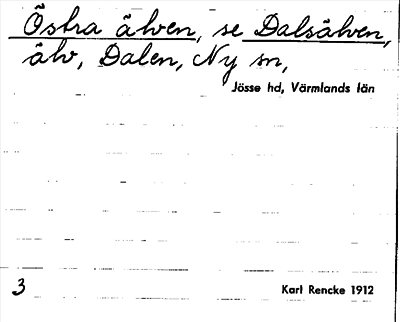 Östra älven, se Dalsälven,
älv, Dalen, Ny sn,
Jösse hd, Värmlands län
3
Karl Rencke 1912